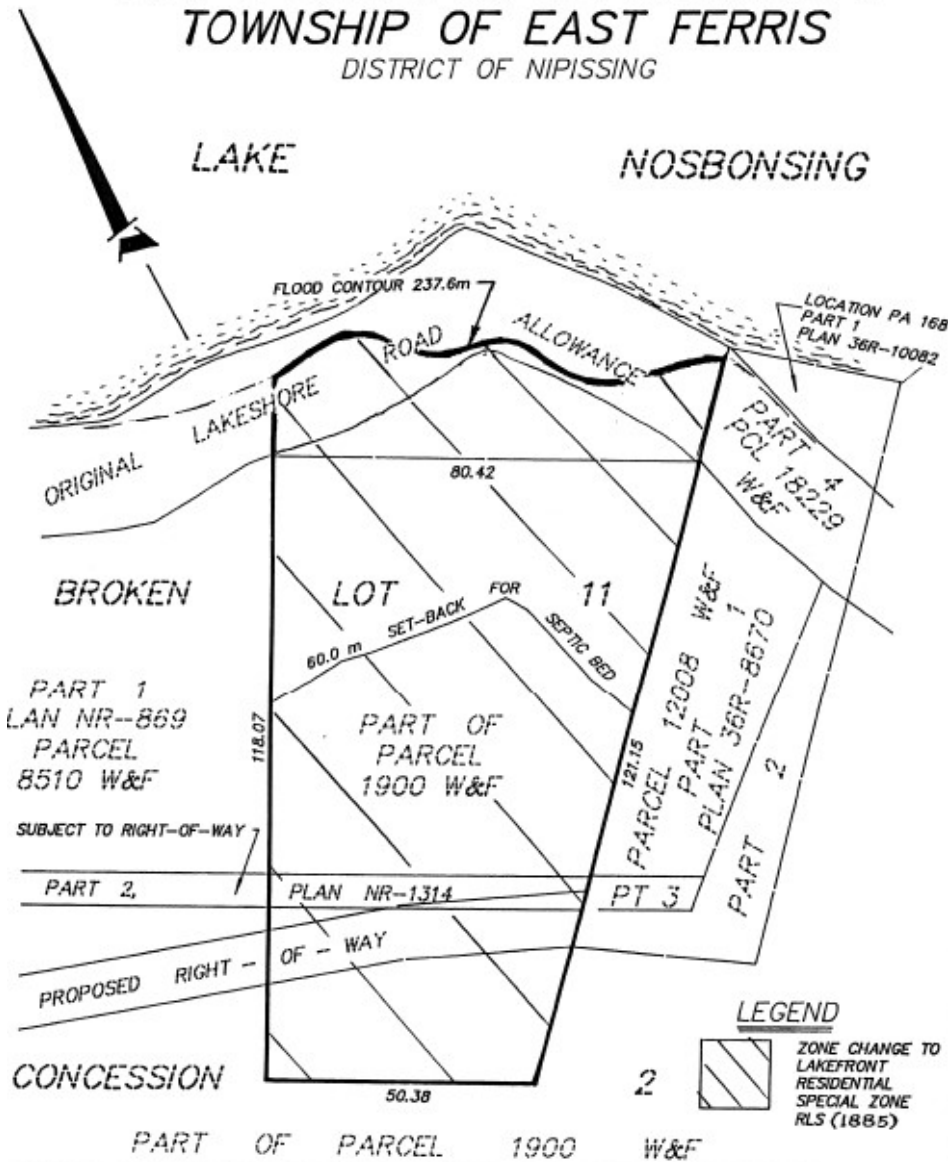 TOWNSHIP OF EAST FERRIS
DISTRICT OF NIPISSING
LAKE
NOSBONSING
FLOOD CONTOUR 237.6m
LOCATION PA 168
PART 1
PLAN 36R-10082
ORIGINAL LAKESHORE ROAD ALLOWANCE
PART 4
PCL 18229
W&F
80.42
BROKEN LOT 11
60.0 m SET-BACK FOR SEPTIC BED
PART 1
LAN NR--869
PARCEL
8510 W&F
118.07
PART OF
PARCEL
1900 W&F
121.15
PARCEL 12008 W&F
PART 1
PLAN 36R-8670
PART 2
SUBJECT TO RIGHT-OF-WAY
PART 2,
PLAN NR-1314
PT 3
PROPOSED RIGHT - OF - WAY
LEGEND
ZONE CHANGE TO
LAKEFRONT
RESIDENTIAL
SPECIAL ZONE
RLS (1885)
CONCESSION 2
50.38
PART OF PARCEL 1900 W&F